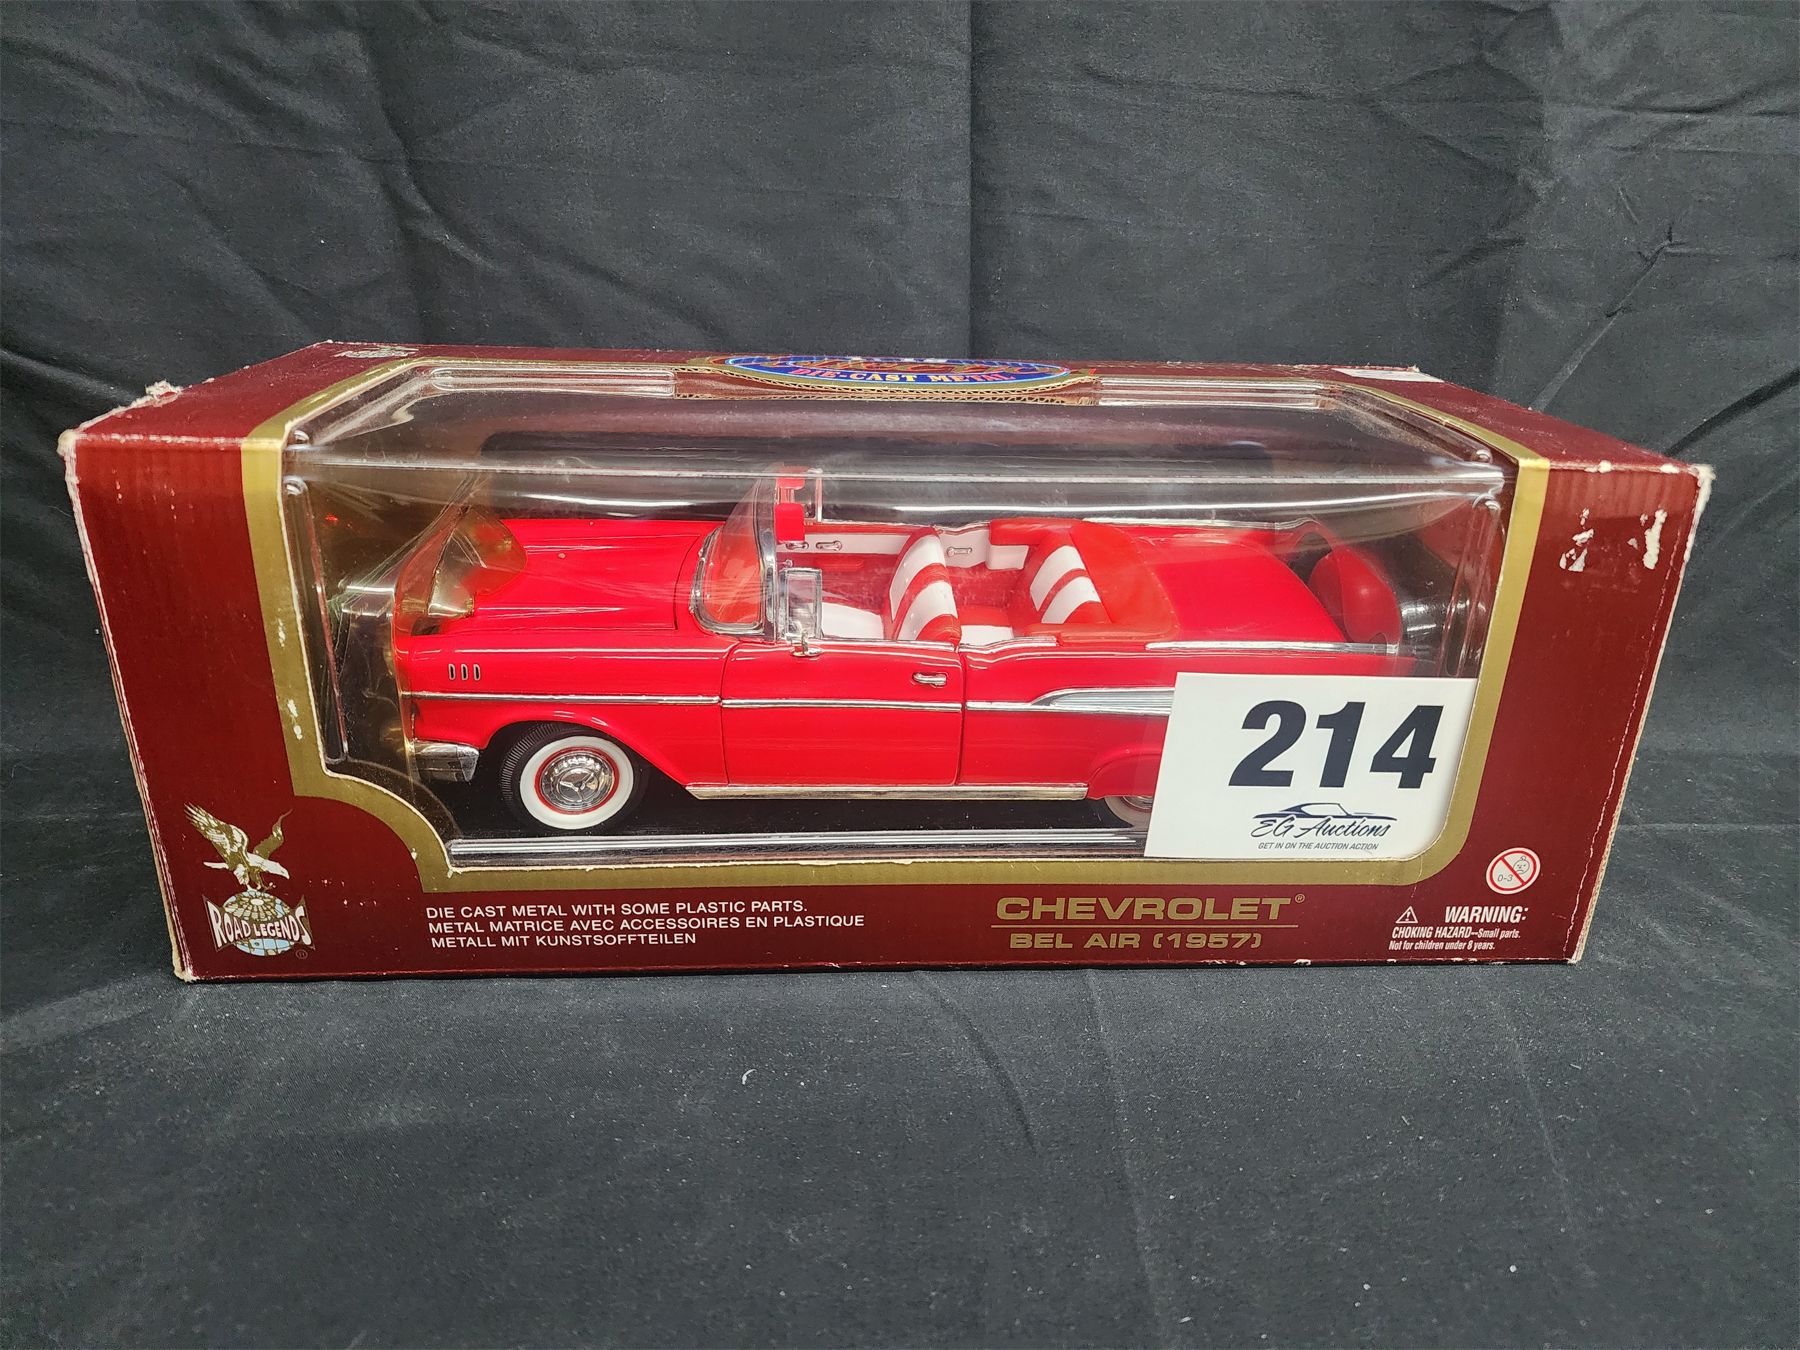 DIE-CAST METAL
214
EG Auctions
GET IN ON THE AUCTION ACTION
ROAD LEGENDS
®
DIE CAST METAL WITH SOME PLASTIC PARTS.
METAL MATRICE AVEC ACCESSOIRES EN PLASTIQUE
METALL MIT KUNSTSOFFTEILEN
CHEVROLET®
BEL AIR (1957)
0-3
WARNING:
CHOKING HAZARD--Small parts.
Not for children under 8 years.